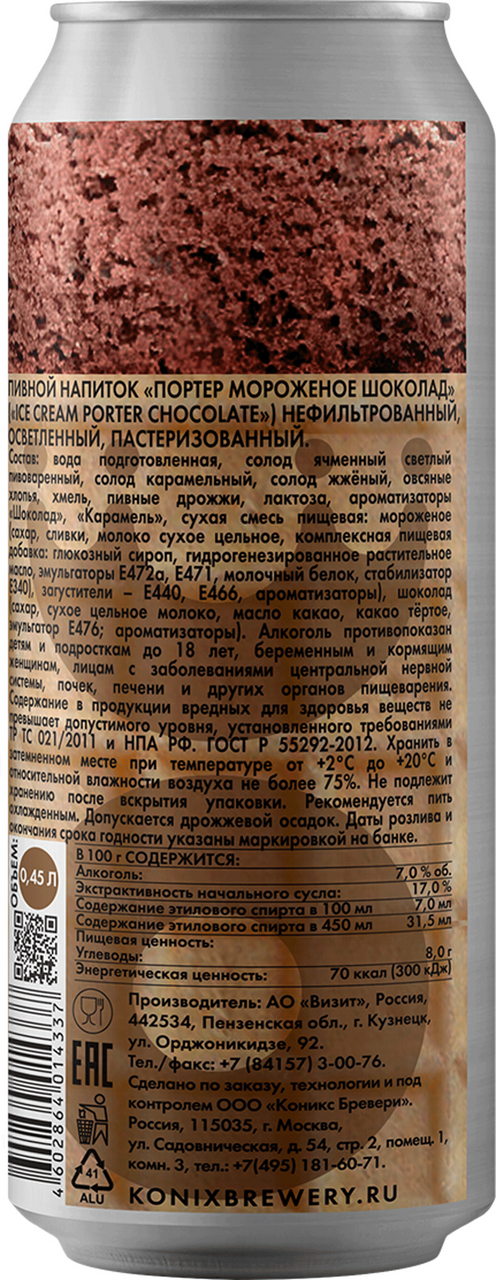 ПИВНОЙ НАПИТОК «ПОРТЕР МОРОЖЕНОЕ ШОКОЛАД»
(«ICE CREAM PORTER CHOCOLATE») НЕФИЛЬТРОВАННЫЙ,
ОСВЕТЛЕННЫЙ, ПАСТЕРИЗОВАННЫЙ.
Состав: вода подготовленная, солод ячменный светлый
пивоваренный, солод карамельный, солод жжёный, овсяные
хлопья, хмель, пивные дрожжи, лактоза, ароматизаторы
«Шоколад», «Карамель», сухая смесь пищевая: мороженое
(сахар, сливки, молоко сухое цельное, комплексная пищевая
добавка: глюкозный сироп, гидрогенезированное растительное
масло, эмульгаторы Е472а, Е471, молочный белок, стабилизатор
Е340), загустители – Е440, Е466, ароматизаторы), шоколад
(сахар, сухое цельное молоко, масло какао, какао тёртое,
эмульгатор Е476; ароматизаторы). Алкоголь противопоказан
детям и подросткам до 18 лет, беременным и кормящим
женщинам, лицам с заболеваниями центральной нервной
системы, почек, печени и других органов пищеварения.
Содержание в продукции вредных для здоровья веществ не
превышает допустимого уровня, установленного требованиями
ТР ТС 021/2011 и НПА РФ. ГОСТ Р 55292-2012. Хранить в
затемненном месте при температуре от +2°С до +20°С и
относительной влажности воздуха не более 75%. Не подлежит
хранению после вскрытия упаковки. Рекомендуется пить
охлажденным. Допускается дрожжевой осадок. Даты розлива и
окончания срока годности указаны маркировкой на банке.
ОБЪЕМ:
0,45 Л
В 100 г СОДЕРЖИТСЯ:
Алкоголь: 7,0 % об.
Экстрактивность начального сусла: 17,0 %
Содержание этилового спирта в 100 мл 7,0 мл
Содержание этилового спирта в 450 мл 31,5 мл
Пищевая ценность:
Углеводы: 8,0 г
Энергетическая ценность: 70 ккал (300 кДж)
Производитель: АО «Визит», Россия,
442534, Пензенская обл., г. Кузнецк,
ул. Орджоникидзе, 92.
Тел./факс: +7 (84157) 3-00-76.
Сделано по заказу, технологии и под
контролем ООО «Коникс Бревери».
Россия, 115035, г. Москва,
ул. Садовническая, д. 54, стр. 2, помещ. 1,
комн. 3, тел.: +7(495) 181-60-71.
KONIXBREWERY.RU
EAC
41
ALU
4602864014337